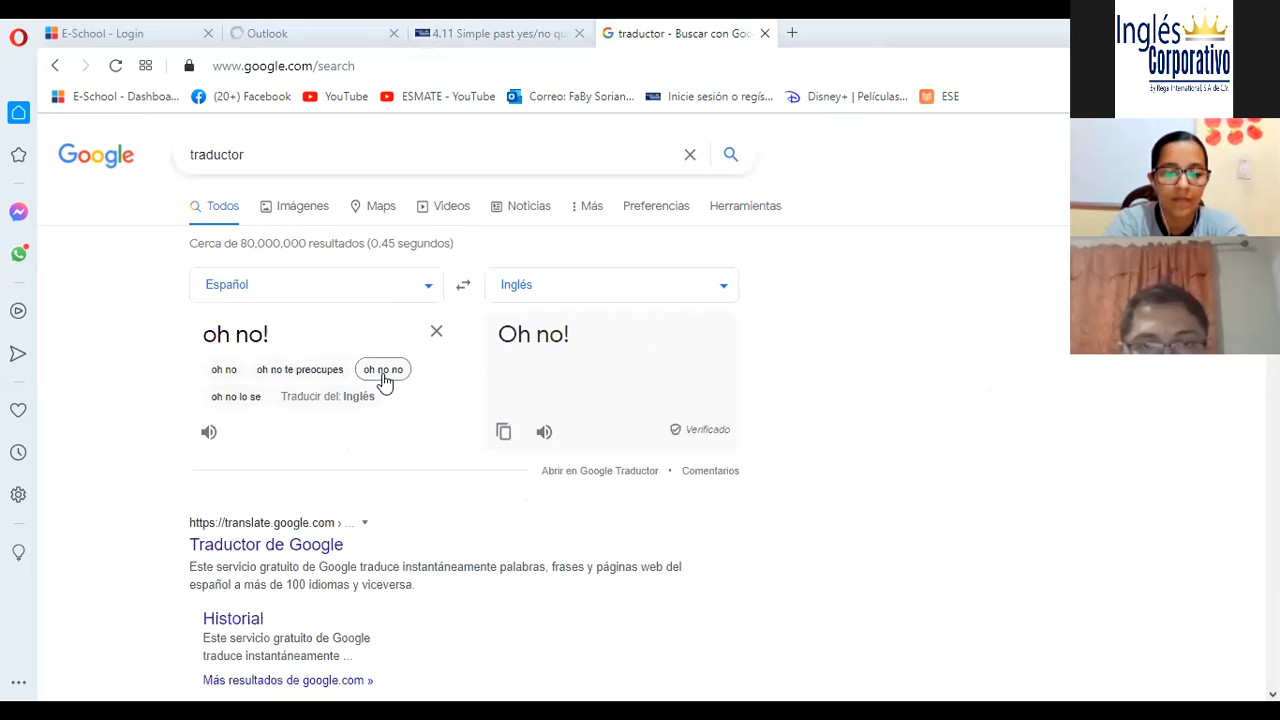 E-School - Login
Outlook
4.11 Simple past yes/no qu
traductor - Buscar con Goo
www.google.com/search
E-School - Dashboa...
(20+) Facebook
YouTube
ESMATE - YouTube
Correo: FaBy Sorian...
Inicie sesión o regís...
Disney+ | Películas...
ESE
Google
traductor
Todos
Imágenes
Maps
Videos
Noticias
Más
Preferencias
Herramientas
Cerca de 80,000,000 resultados (0.45 segundos)
Español
Inglés
oh no!
Oh no!
oh no
oh no te preocupes
oh no no
oh no lo se
Traducir del: Inglés
Verificado
Abrir en Google Traductor • Comentarios
https://translate.google.com › ...
Traductor de Google
Este servicio gratuito de Google traduce instantáneamente palabras, frases y páginas web del
español a más de 100 idiomas y viceversa.
Historial
Este servicio gratuito de Google
traduce instantáneamente ...
Más resultados de google.com »
Inglés
Corporativo
By Rega International, S.A de C.V.